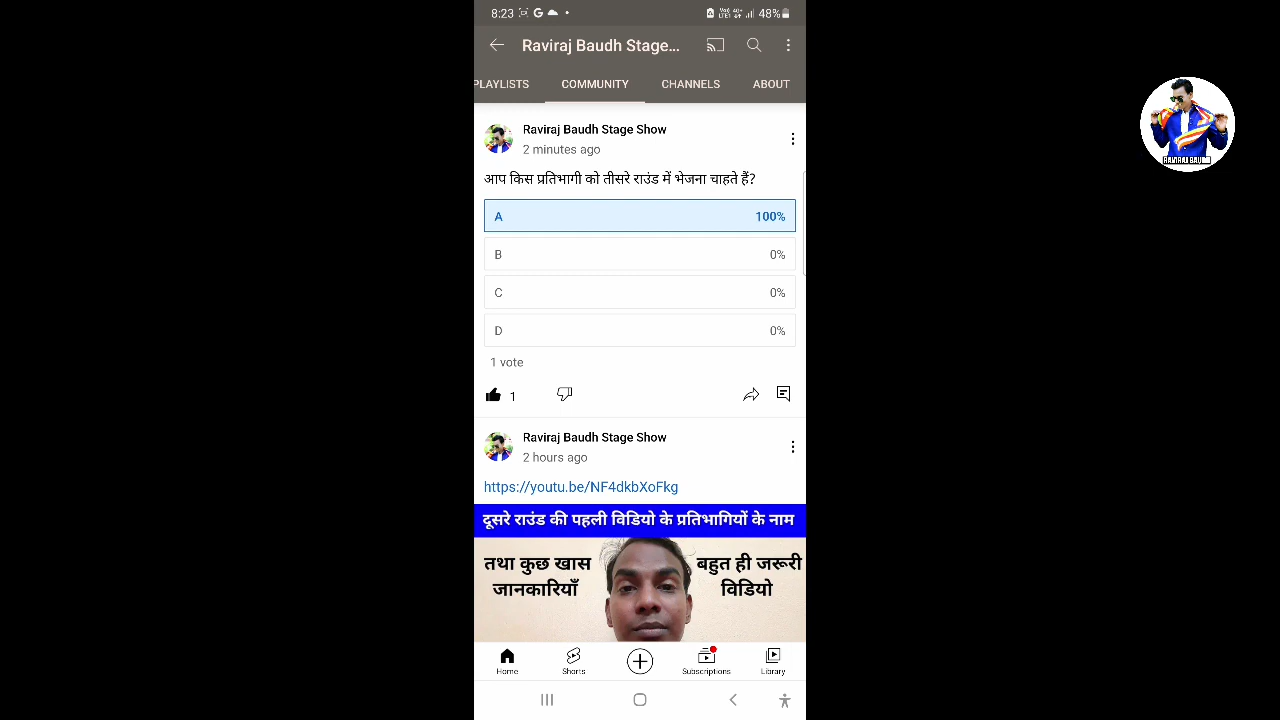 8:23
48%
Raviraj Baudh Stage...
PLAYLISTS COMMUNITY CHANNELS ABOUT
Raviraj Baudh Stage Show
2 minutes ago
आप किस प्रतिभागी को तीसरे राउंड में भेजना चाहते हैं?
A 100%
B 0%
C 0%
D 0%
1 vote
1
Raviraj Baudh Stage Show
2 hours ago
https://youtu.be/NF4dkbXoFkg
दूसरे राउंड की पहली विडियो के प्रतिभागियों के नाम
तथा कुछ खास
जानकारियाँ
बहुत ही जरूरी
विडियो
Home Shorts Subscriptions Library
RAVIRAJ BAUDH